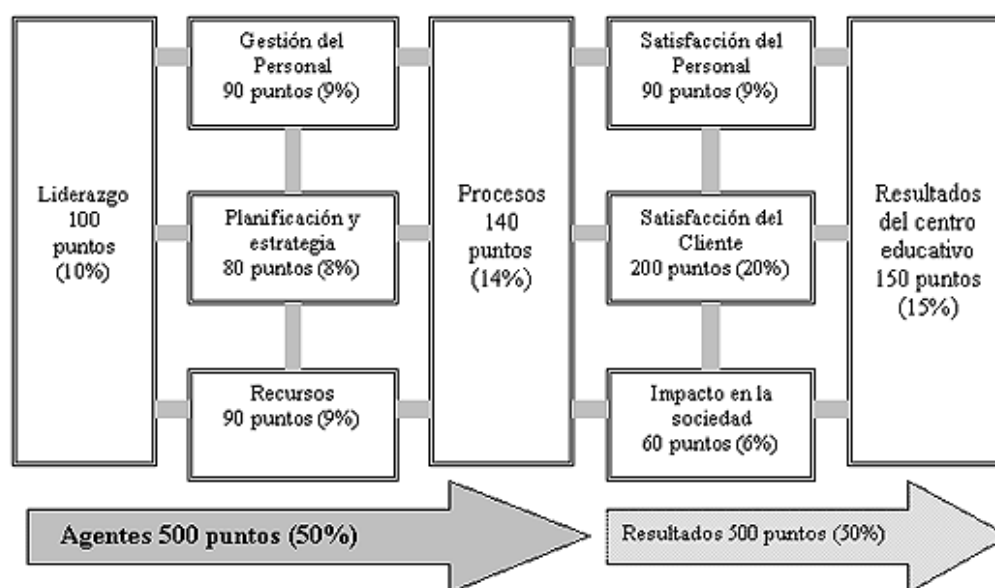 Liderazgo
100
puntos
(10%)
Gestión del
Personal
90 puntos (9%)
Planificación y
estrategia
80 puntos (8%)
Recursos
90 puntos (9%)
Procesos
140
puntos
(14%)
Satisfacción del
Personal
90 puntos (9%)
Satisfacción del
Cliente
200 puntos (20%)
Impacto en la
sociedad
60 puntos (6%)
Resultados
del centro
educativo
150 puntos
(15%)
Agentes 500 puntos (50%)
Resultados 500 puntos (50%)